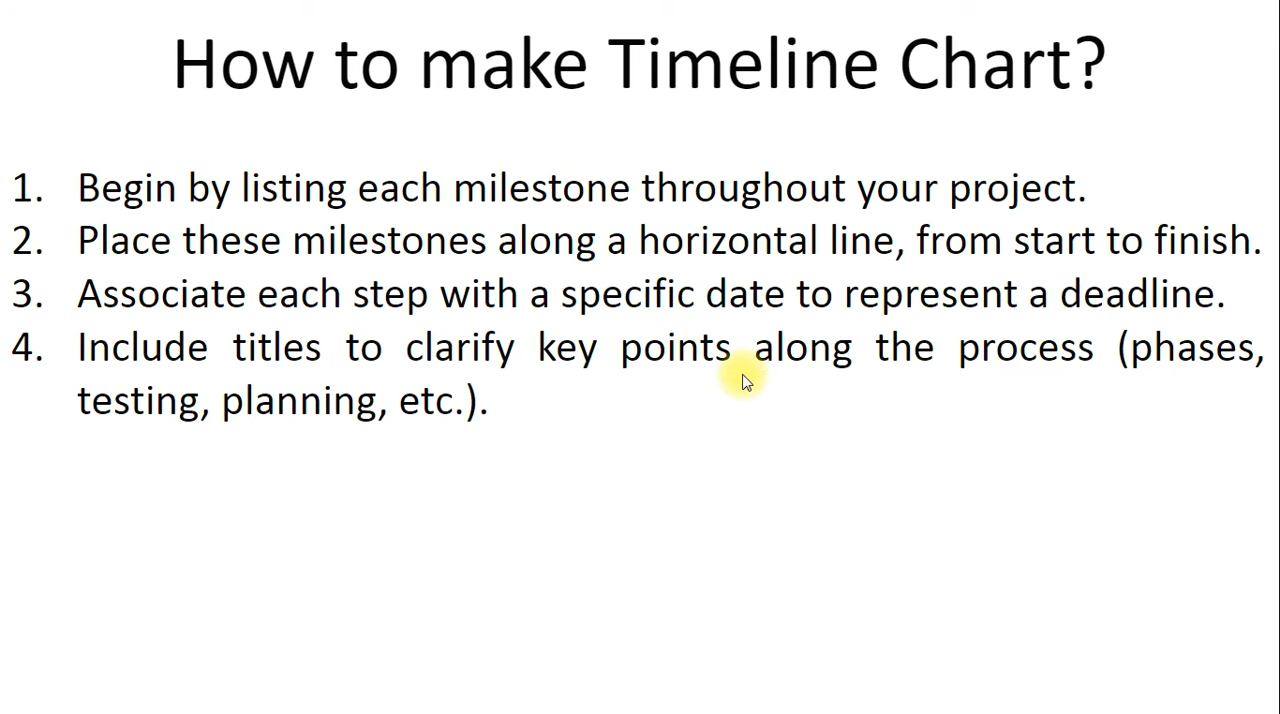 How to make Timeline Chart?
1. Begin by listing each milestone throughout your project.
2. Place these milestones along a horizontal line, from start to finish.
3. Associate each step with a specific date to represent a deadline.
4. Include titles to clarify key points along the process (phases,
testing, planning, etc.).